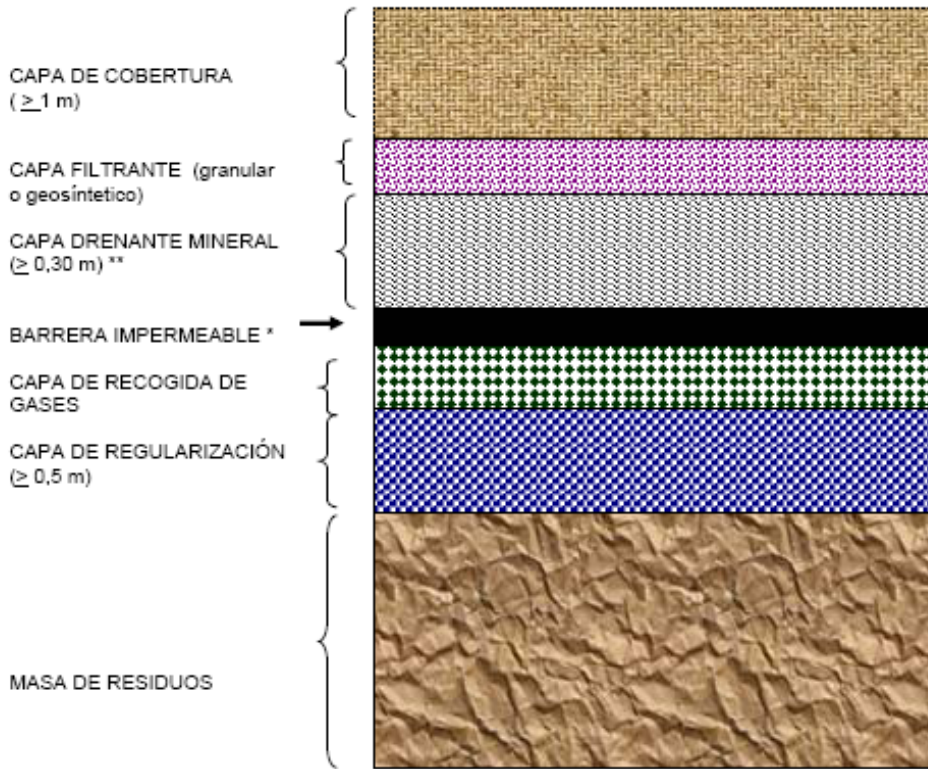 CAPA DE COBERTURA
( ≥ 1 m)
CAPA FILTRANTE (granular
o geosíntetico)
CAPA DRENANTE MINERAL
(≥ 0,30 m) **
BARRERA IMPERMEABLE *
CAPA DE RECOGIDA DE
GASES
CAPA DE REGULARIZACIÓN
(≥ 0,5 m)
MASA DE RESIDUOS